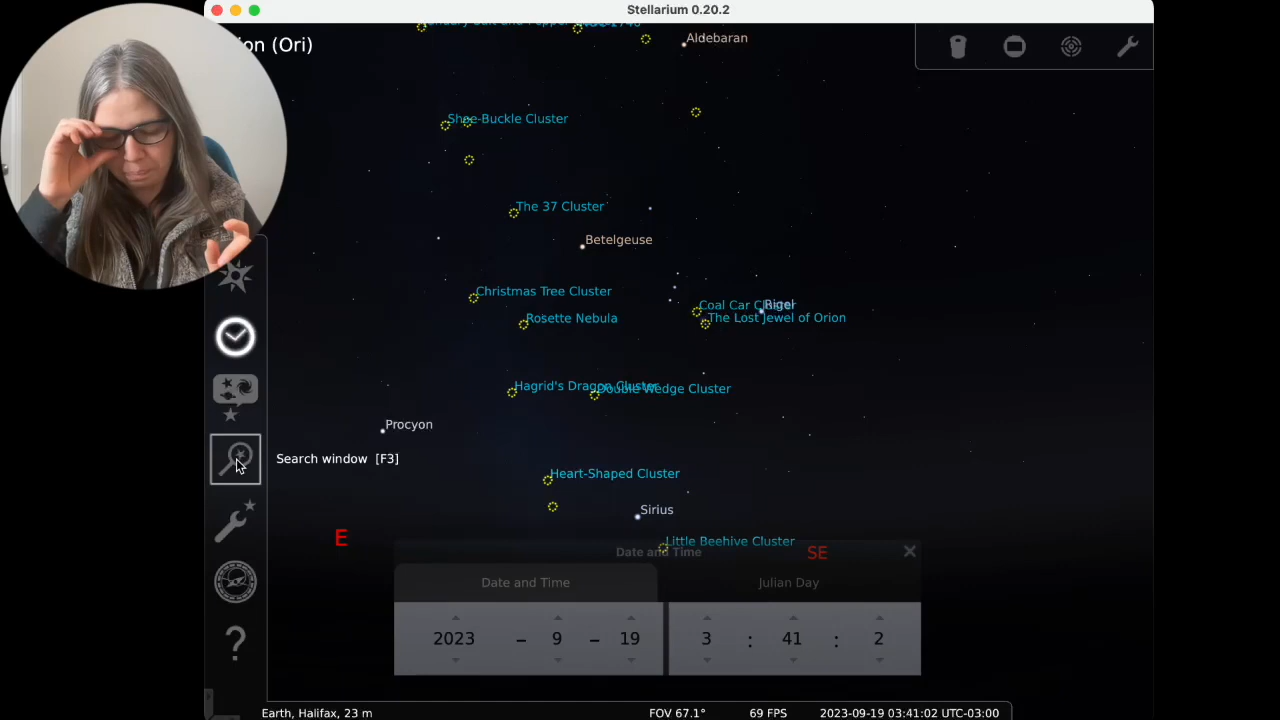 Stellarium 0.20.2
ion (Ori)
Aldebaran
Shoe-Buckle Cluster
The 37 Cluster
Betelgeuse
Christmas Tree Cluster
Coal Car Cluster
Rigel
Rosette Nebula
The Lost Jewel of Orion
Hagrid's Dragon Cluster
Double Wedge Cluster
Procyon
Search window [F3]
Heart-Shaped Cluster
Sirius
E
Little Beehive Cluster
Date and Time
SE
Date and Time
Julian Day
2023 – 9 – 19
3 : 41 : 2
Earth, Halifax, 23 m
FOV 67.1°
69 FPS
2023-09-19 03:41:02 UTC-03:00